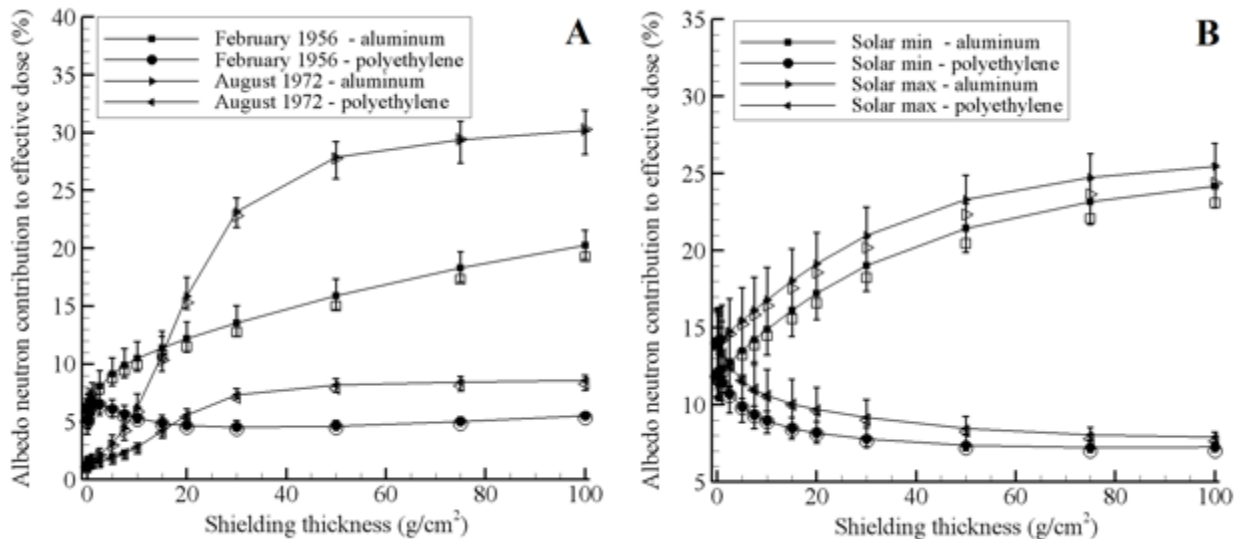 A
February 1956 - aluminum
February 1956 - polyethylene
August 1972 - aluminum
August 1972 - polyethylene
Albedo neutron contribution to effective dose (%)
40
35
30
25
20
15
10
5
0
0 20 40 60 80 100
Shielding thickness (g/cm²)
B
Solar min - aluminum
Solar min - polyethylene
Solar max - aluminum
Solar max - polyethylene
Albedo neutron contribution to effective dose (%)
35
30
25
20
15
10
5
0 20 40 60 80 100
Shielding thickness (g/cm²)